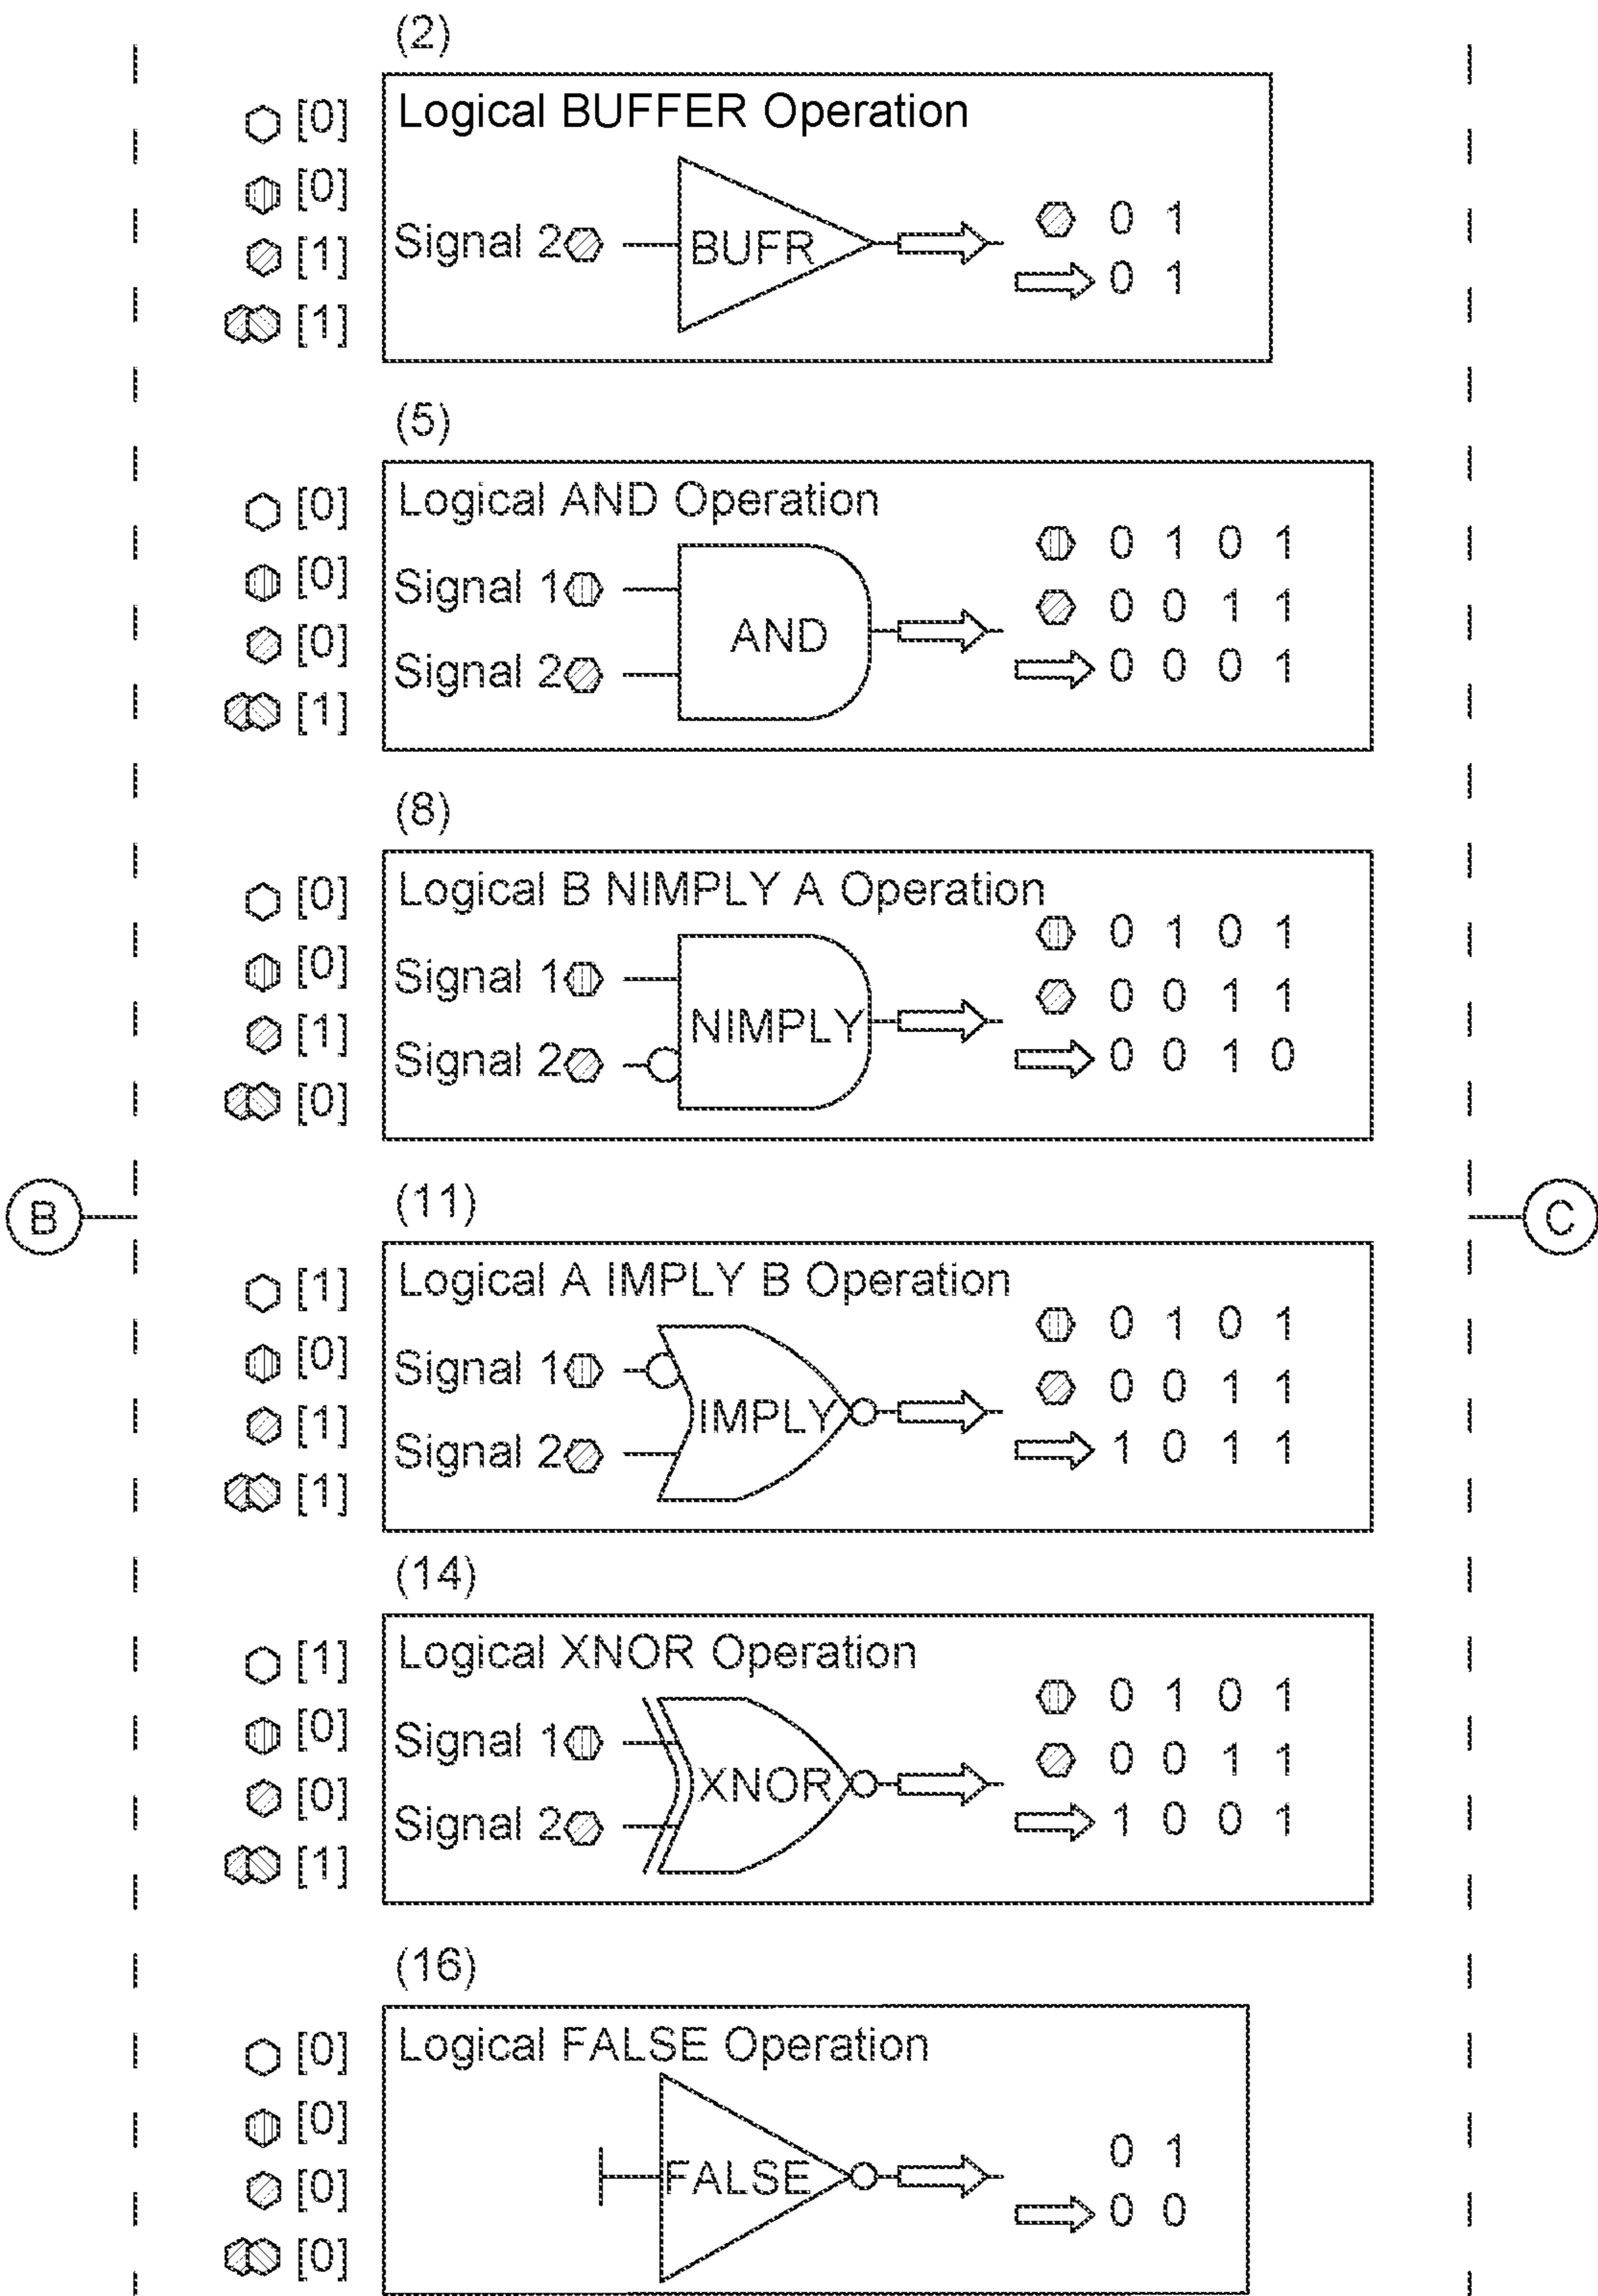 (2)
[0]
Logical BUFFER Operation
[0]
0 1
Signal 2
BUFR
[1]
0 1
[1]
(5)
[0]
Logical AND Operation
0 1 0 1
[0]
Signal 1
0 0 1 1
AND
[0]
Signal 2
0 0 0 1
[1]
(8)
[0]
Logical B NIMPLY A Operation
0 1 0 1
[0]
Signal 1
0 0 1 1
NIMPLY
[1]
Signal 2
0 0 1 0
[0]
B
(11)
C
[1]
Logical A IMPLY B Operation
0 1 0 1
[0]
Signal 1
0 0 1 1
IMPLY
[1]
Signal 2
1 0 1 1
[1]
(14)
[1]
Logical XNOR Operation
0 1 0 1
[0]
Signal 1
0 0 1 1
XNOR
[0]
Signal 2
1 0 0 1
[1]
(16)
[0]
Logical FALSE Operation
[0]
0 1
FALSE
[0]
0 0
[0]